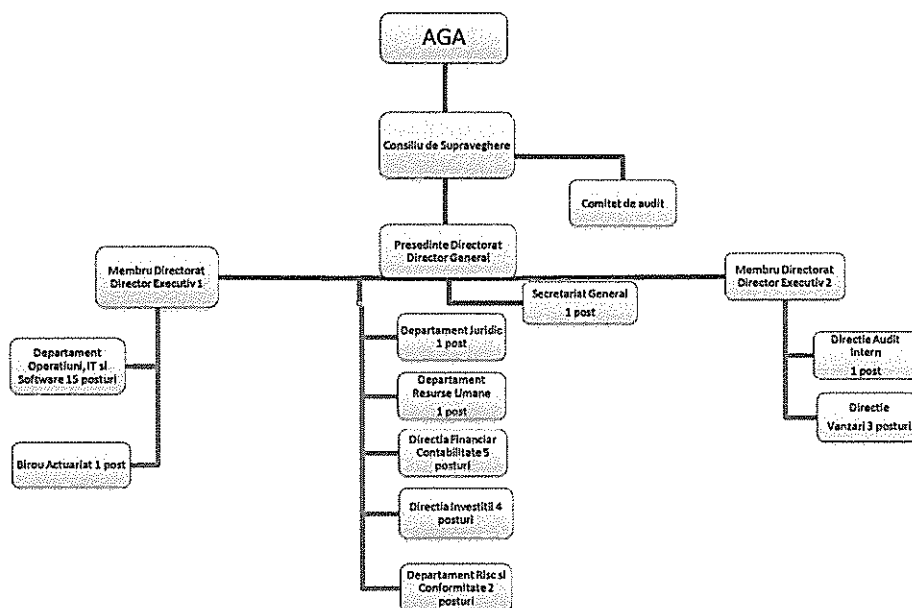 AGA
Consiliu de Supraveghere
Comitet de audit
Presedinte Directorat
Director General
Membru Directorat
Director Executiv 1
Membru Directorat
Director Executiv 2
Secretariat General
1 post
Departament
Operatiuni, IT si
Software 15 posturi
Birou Actuariat 1 post
Departament Juridic
1 post
Departament
Resurse Umane
1 post
Directia Financiar
Contabilitate 5
posturi
Directia Investitii 4
posturi
Departament Risc si
Conformitate 2
posturi
Directie Audit
Intern
1 post
Directie
Vanzari 3 posturi